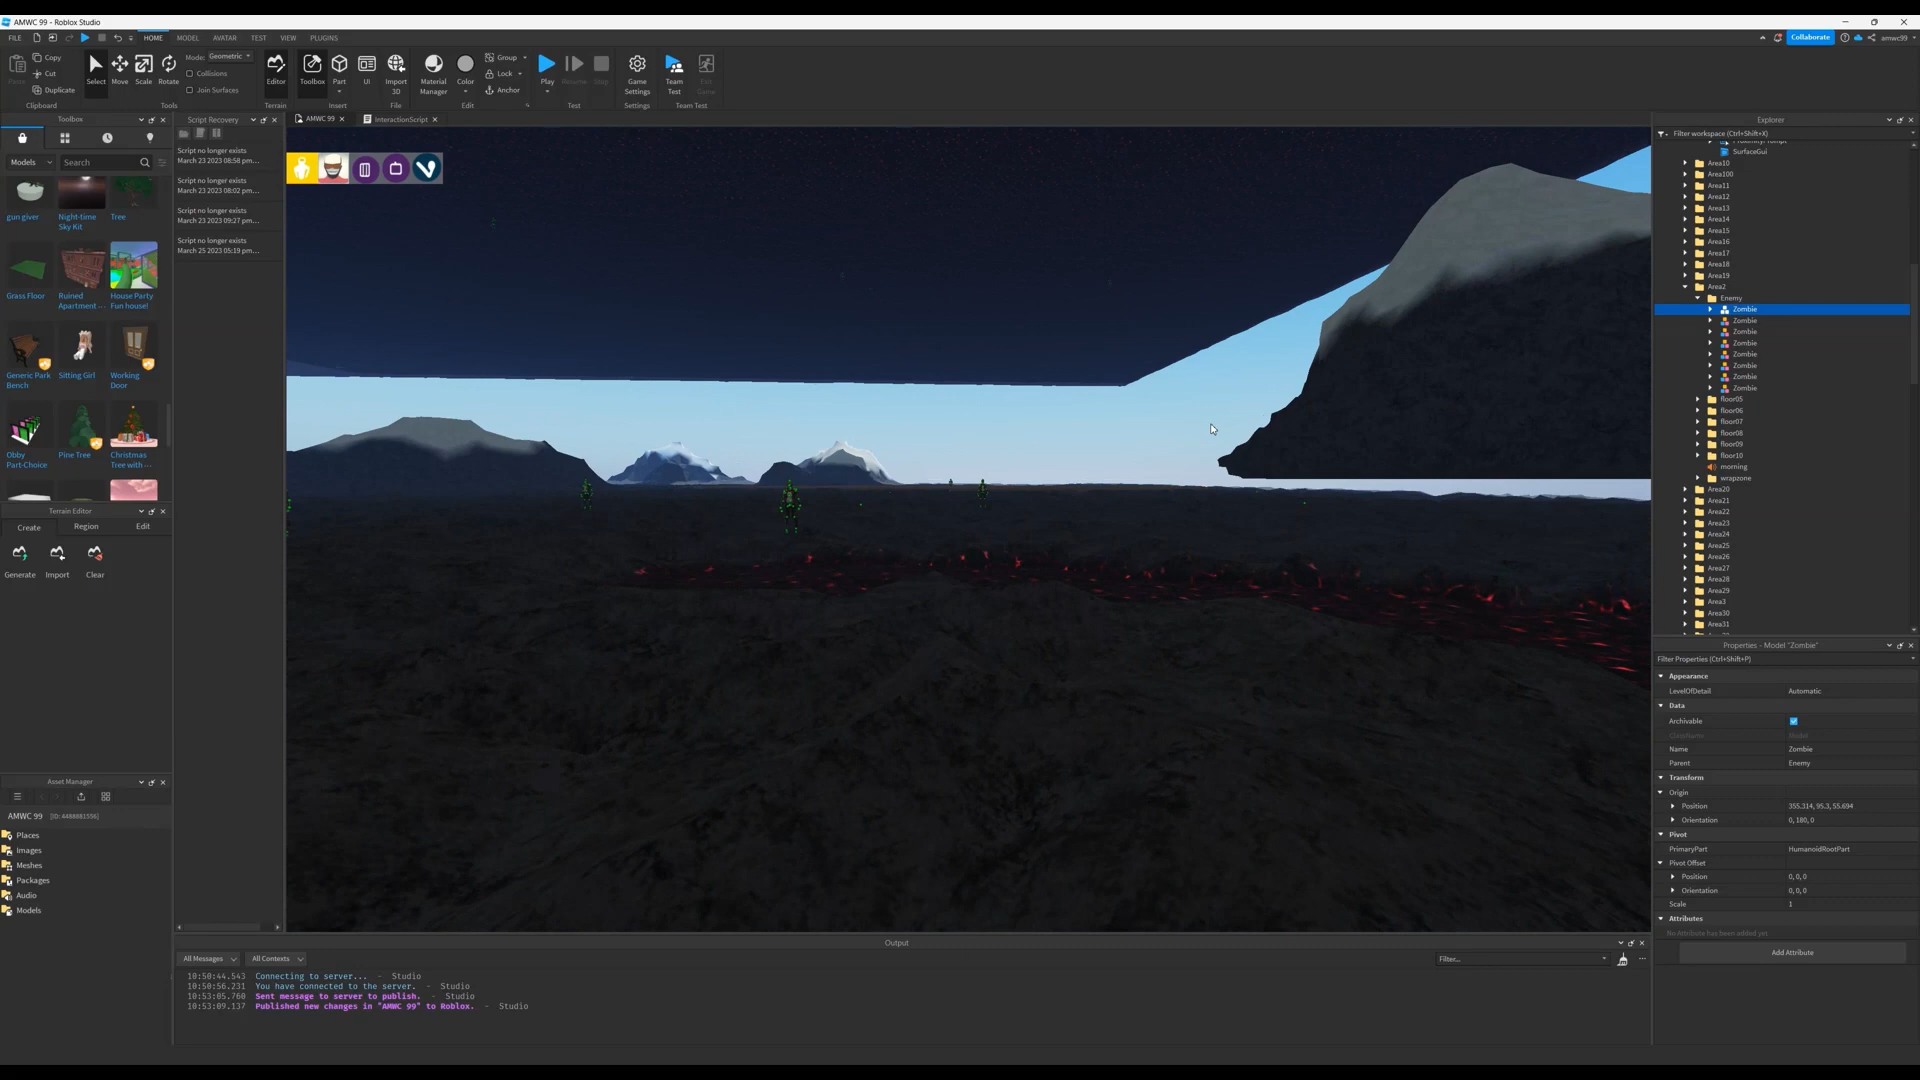 AMWC 99 - Roblox Studio
FILE HOME MODEL AVATAR TEST VIEW PLUGINS
Collaborate amwc99
Copy
Cut
Duplicate
Clipboard
Select Move Scale Rotate
Mode: Geometric
Collisions
Join Surfaces
Tools
Editor
Terrain
Toolbox Part UI
Insert
Import 3D
File
Material Manager
Color
Group
Lock
Anchor
Edit
Play Resume Stop
Test
Game Settings
Settings
Team Test
Team Test
Toolbox
Models Search
gun giver
Night-time Sky Kit
Tree
Grass Floor
Ruined Apartment -·
House Party Fun house!
Generic Park Bench
Sitting Girl
Working Door
Obby Part-Choice
Pine Tree
Christmas Tree with ··
Terrain Editor
Create Region Edit
Generate Import Clear
Asset Manager
AMWC 99 [ID: 4488881556]
Places
Images
Meshes
Packages
Audio
Models
Script Recovery
Script no longer exists
March 23 2023 08:58 pm...
Script no longer exists
March 23 2023 08:02 pm...
Script no longer exists
March 23 2023 09:27 pm...
Script no longer exists
March 25 2023 05:19 pm...
AMWC 99 InteractionScript
Output
All Messages All Contexts Filter...
10:50:44.543 Connecting to server... - Studio
10:50:56.231 You have connected to the server. - Studio
10:53:05.760 Sent message to server to publish. - Studio
10:53:09.137 Published new changes in "AMWC 99" to Roblox. - Studio
Explorer
Filter workspace (Ctrl+Shift+X)
SurfaceGui
Area10
Area100
Area11
Area12
Area13
Area14
Area15
Area16
Area17
Area18
Area19
Area2
Enemy
Zombie
Zombie
Zombie
Zombie
Zombie
Zombie
Zombie
Zombie
floor05
floor06
floor07
floor08
floor09
floor10
morning
wrapzone
Area20
Area21
Area22
Area23
Area24
Area25
Area26
Area27
Area28
Area29
Area3
Area30
Area31
Properties - Model "Zombie"
Filter Properties (Ctrl+Shift+P)
Appearance
LevelOfDetail Automatic
Data
Archivable
ClassName Model
Name Zombie
Parent Enemy
Transform
Origin
Position 355.314, 95.3, 55.694
Orientation 0, 180, 0
Pivot
PrimaryPart HumanoidRootPart
Pivot Offset
Position 0, 0, 0
Orientation 0, 0, 0
Scale 1
Attributes
No Attribute has been added yet
Add Attribute